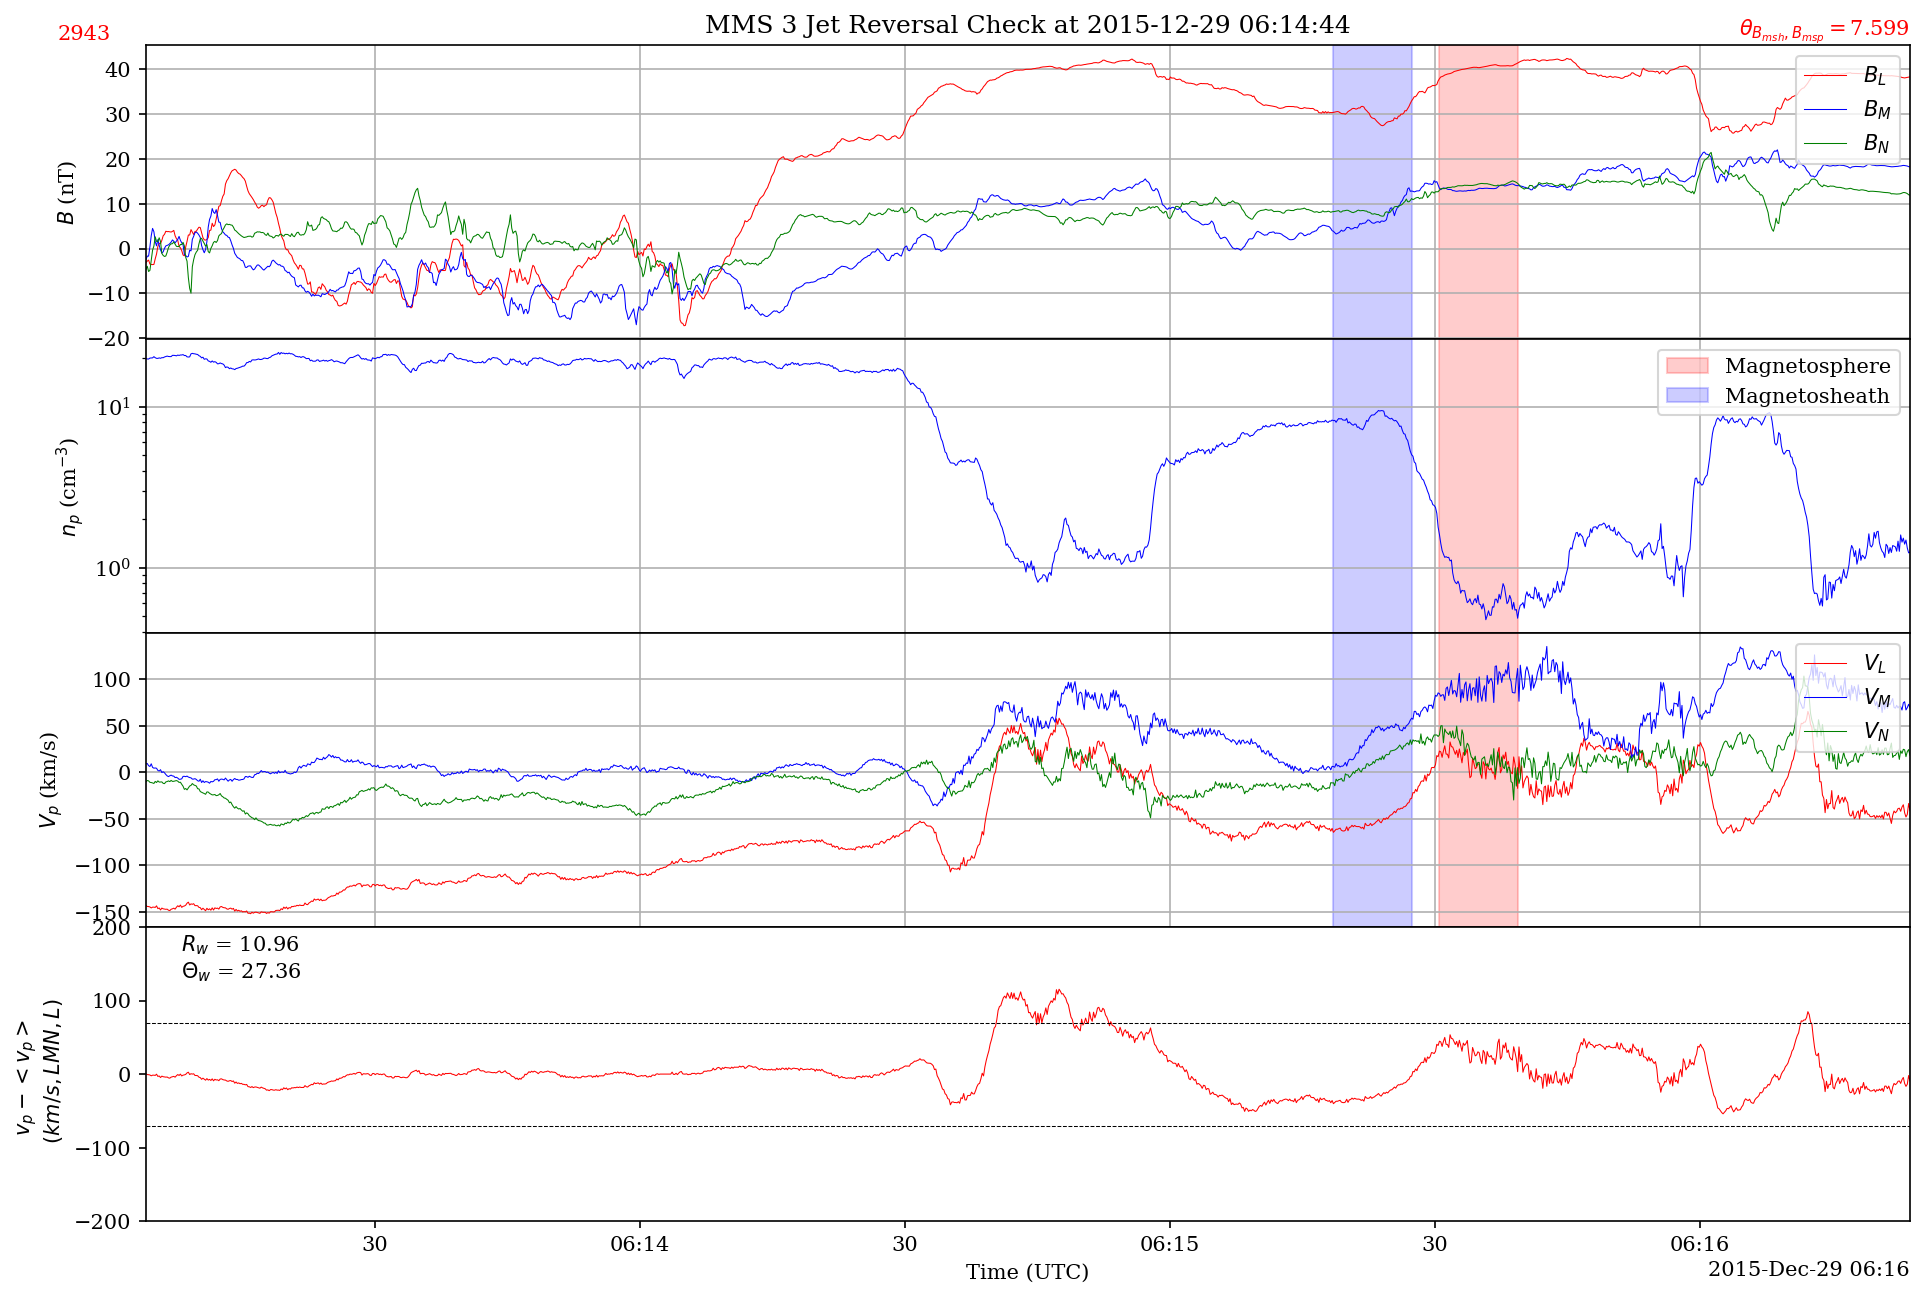 MMS 3 Jet Reversal Check at 2015-12-29 06:14:44
2943
θ_{B_{msh}, B_{msp}} = 7.599
40
30
20
10
0
−10
−20
B (nT)
B_L
B_M
B_N
10^1
10^0
n_p (cm^{−3})
Magnetosphere
Magnetosheath
100
50
0
−50
−100
−150
V_p (km/s)
V_L
V_M
V_N
200
100
0
−100
−200
v_p − < v_p >
(km/s, LMN, L)
R_w = 10.96
Θ_w = 27.36
30 06:14 30 06:15 30 06:16
Time (UTC)
2015-Dec-29 06:16